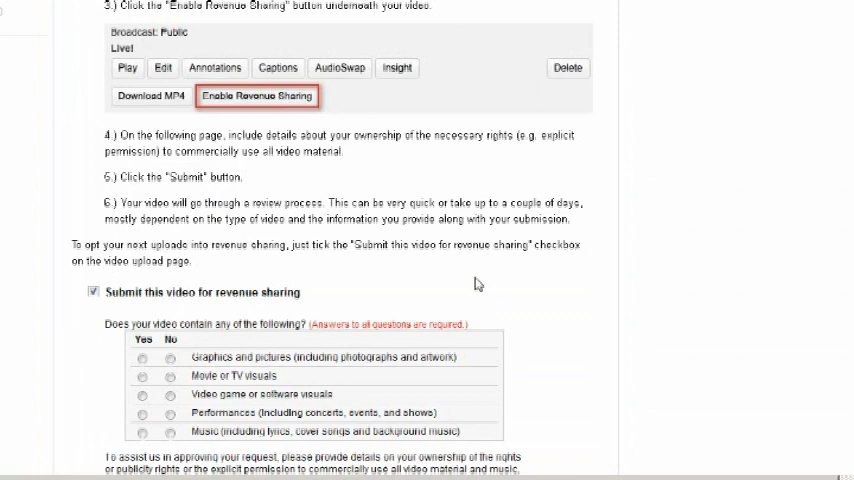 3.) Click the "Enable Revenue Sharing" button underneath your video.
Broadcast: Public
Live!
Play Edit Annotations Captions AudioSwap Insight Delete
Download MP4 Enable Revenue Sharing
4.) On the following page, include details about your ownership of the necessary rights (e.g. explicit
permission) to commercially use all video material.
5.) Click the "Submit" button.
6.) Your video will go through a review process. This can be very quick or take up to a couple of days,
mostly dependent on the type of video and the information you provide along with your submission.
To opt your next uploads into revenue sharing, just tick the "Submit this video for revenue sharing" checkbox
on the video upload page.
Submit this video for revenue sharing
Does your video contain any of the following? (Answers to all questions are required.)
Yes No
Graphics and pictures (including photographs and artwork)
Movie or TV visuals
Video game or software visuals
Performances (Including concerts, events, and shows)
Music (including lyrics, cover songs and background music)
To assist us in approving your request, please provide details on your ownership of the rights
or publicity rights or the explicit permission to commercially use all video material and music,